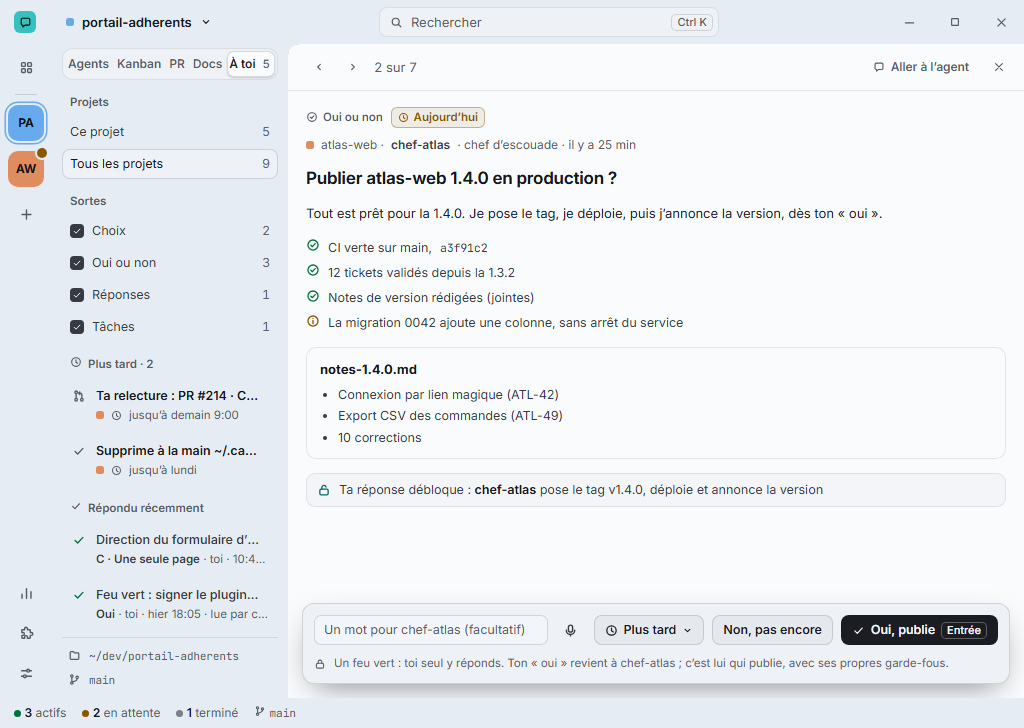 portail-adherents
Rechercher
Ctrl K
PA
AW
Agents Kanban PR Docs À toi 5
Projets
Ce projet 5
Tous les projets 9
Sortes
Choix 2
Oui ou non 3
Réponses 1
Tâches 1
Plus tard · 2
Ta relecture : PR #214 · C…
jusqu’à demain 9:00
Supprime à la main ~/.ca…
jusqu’à lundi
Répondu récemment
Direction du formulaire d’…
C · Une seule page · toi · 10:4…
Feu vert : signer le plugin…
Oui · toi · hier 18:05 · lue par c…
~/dev/portail-adherents
main
2 sur 7
Aller à l’agent
Oui ou non
Aujourd’hui
atlas-web · chef-atlas · chef d’escouade · il y a 25 min
Publier atlas-web 1.4.0 en production ?
Tout est prêt pour la 1.4.0. Je pose le tag, je déploie, puis j’annonce la version, dès ton « oui ».
CI verte sur main, a3f91c2
12 tickets validés depuis la 1.3.2
Notes de version rédigées (jointes)
La migration 0042 ajoute une colonne, sans arrêt du service
notes-1.4.0.md
• Connexion par lien magique (ATL-42)
• Export CSV des commandes (ATL-49)
• 10 corrections
Ta réponse débloque : chef-atlas pose le tag v1.4.0, déploie et annonce la version
Un mot pour chef-atlas (facultatif)
Plus tard
Non, pas encore
Oui, publie Entrée
Un feu vert : toi seul y réponds. Ton « oui » revient à chef-atlas ; c’est lui qui publie, avec ses propres garde-fous.
3 actifs 2 en attente 1 terminé main